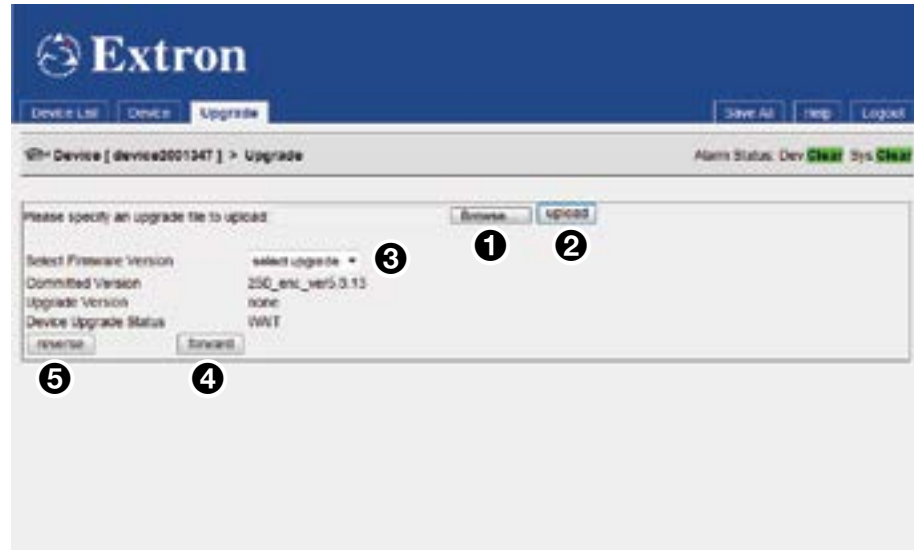 Extron
Device List Device Upgrade Save All Help Logout
Device [ device2001347 ] > Upgrade Alarm Status: Dev Clear Sys Clear
Please specify an upgrade file to upload: Browse... upload
1 2
Select Firmware Version select upgrade 3
Committed Version 250_enc_ver5.0.13
Upgrade Version none
Device Upgrade Status WAIT
reverse forward
5 4